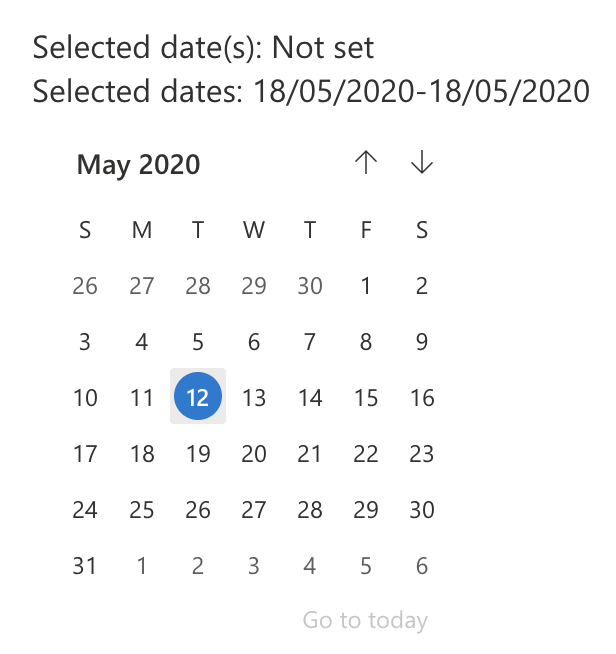 Selected date(s): Not set
Selected dates: 18/05/2020-18/05/2020
May 2020
S M T W T F S
26 27 28 29 30 1 2
3 4 5 6 7 8 9
10 11 12 13 14 15 16
17 18 19 20 21 22 23
24 25 26 27 28 29 30
31 1 2 3 4 5 6
Go to today